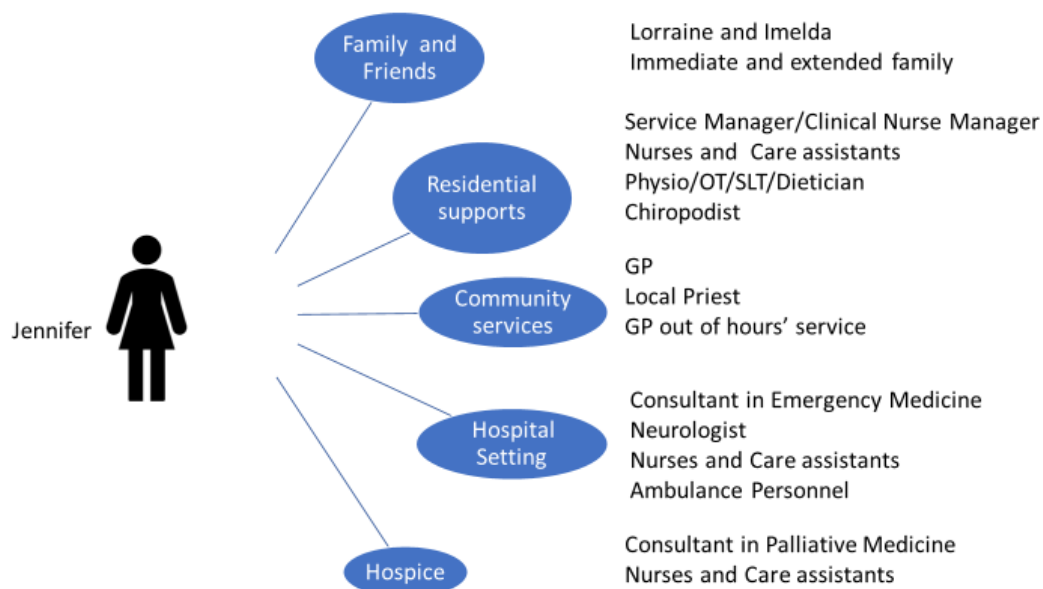 Jennifer
Family and
Friends
Lorraine and Imelda
Immediate and extended family
Residential
supports
Service Manager/Clinical Nurse Manager
Nurses and Care assistants
Physio/OT/SLT/Dietician
Chiropodist
Community
services
GP
Local Priest
GP out of hours’ service
Hospital
Setting
Consultant in Emergency Medicine
Neurologist
Nurses and Care assistants
Ambulance Personnel
Hospice
Consultant in Palliative Medicine
Nurses and Care assistants